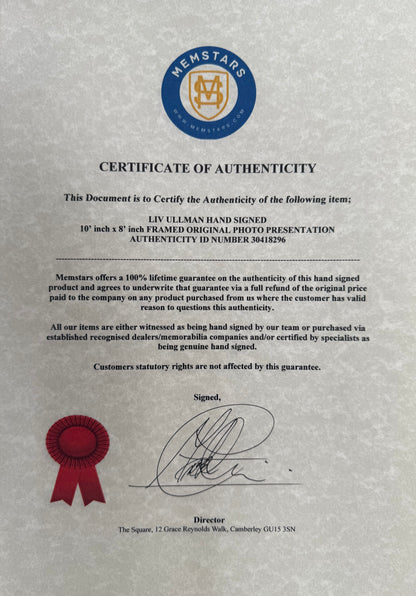 MEMSTARS
MS
WWW.MEMSTARS.COM
CERTIFICATE OF AUTHENTICITY
This Document is to Certify the Authenticity of the following item;
LIV ULLMAN HAND SIGNED
10' inch x 8' inch FRAMED ORIGINAL PHOTO PRESENTATION
AUTHENTICITY ID NUMBER 30418296
Memstars offers a 100% lifetime guarantee on the authenticity of this hand signed
product and agrees to underwrite that guarantee via a full refund of the original price
paid to the company on any product purchased from us where the customer has valid
reason to questions this authenticity.
All our items are either witnessed as being hand signed by our team or purchased via
established recognised dealers/memorabilia companies and/or certified by specialists as
being genuine hand signed.
Customers statutory rights are not affected by this guarantee.
Signed,
Director
The Square, 12 Grace Reynolds Walk, Camberley GU15 3SN